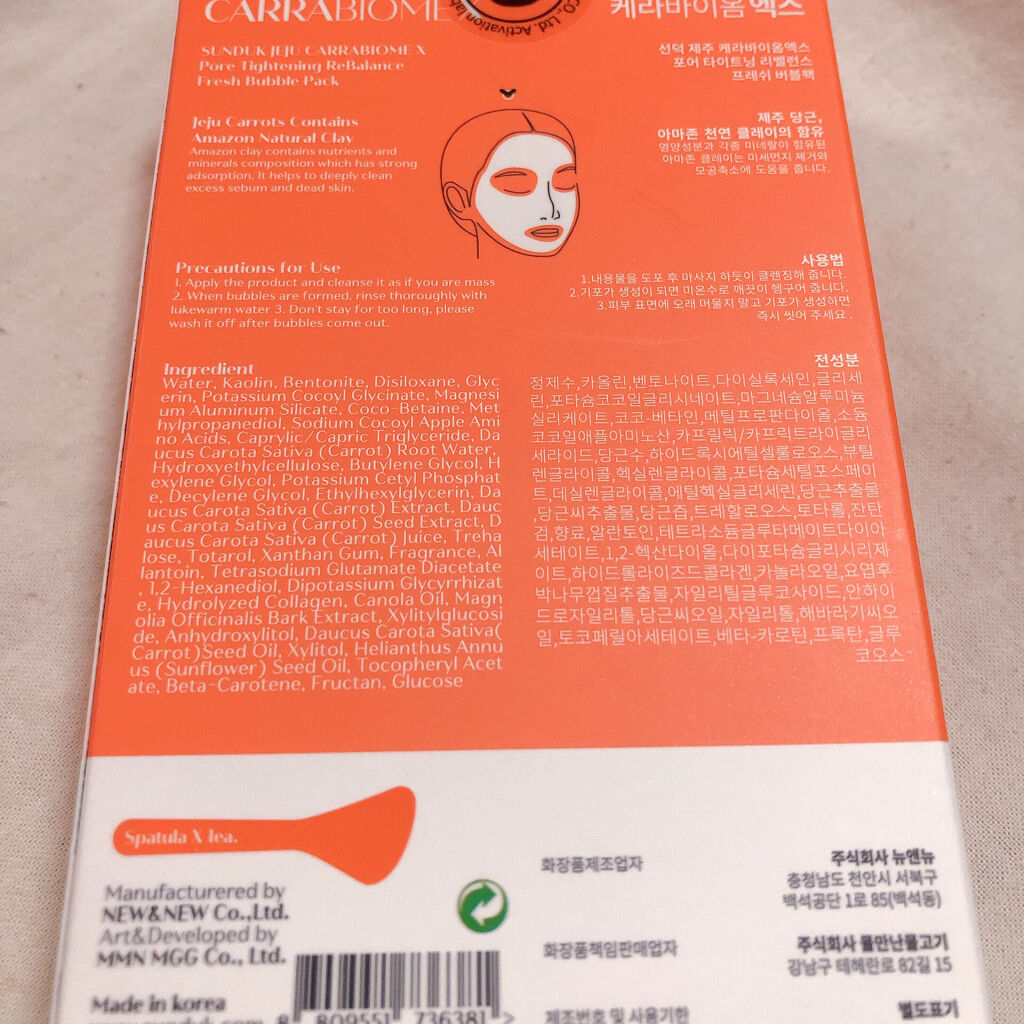 CARRABIOME
CO., Ltd. Activation lab
케라바이옴 엑스
SUNDUK JEJU CARRABIOME X
Pore Tightening ReBalance
Fresh Bubble Pack
선덕 제주 케라바이옴엑스
포어 타이트닝 리벨런스
프레쉬 버블팩
Jeju Carrots Contains
Amazon Natural Clay
Amazon clay contains nutrients and
minerals composition which has strong
adsorption. It helps to deeply clean
excess sebum and dead skin.
제주 당근,
아마존 천연 클레이의 함유
영양성분과 각종 미네랄이 함유된
아마존 클레이는 미세먼지 제거와
모공축소에 도움을 줍니다.
Precautions for Use
1. Apply the product and cleanse it as if you are mass
2. When bubbles are formed, rinse thoroughly with
lukewarm water 3. Don't stay for too long, please
wash it off after bubbles come out.
사용법
1.내용물을 도포 후 마사지 하듯이 클렌징해 줍니다.
2.기포가 생성이 되면 미온수로 깨끗이 헹구어 줍니다.
3.피부 표면에 오래 머물지 말고 기포가 생성하면
즉시 씻어 주세요.
Ingredient
Water, Kaolin, Bentonite, Disiloxane, Glyc
erin, Potassium Cocoyl Glycinate, Magnesi
um Aluminum Silicate, Coco-Betaine, Met
hylpropanediol, Sodium Cocoyl Apple Ami
no Acids, Caprylic/Capric Triglyceride, Da
ucus Carota Sativa (Carrot) Root Water,
Hydroxyethylcellulose, Butylene Glycol, H
exylene Glycol, Potassium Cetyl Phosphat
e, Decylene Glycol, Ethylhexylglycerin, Da
ucus Carota Sativa (Carrot) Extract, Dauc
us Carota Sativa (Carrot) Seed Extract, D
aucus Carota Sativa (Carrot) Juice, Treha
lose, Totarol, Xanthan Gum, Fragrance, Al
lantoin, Tetrasodium Glutamate Diacetate
, 1,2-Hexanediol, Dipotassium Glycyrrhizat
e, Hydrolyzed Collagen, Canola Oil, Magn
olia Officinalis Bark Extract, Xylitylglucosi
de, Anhydroxylitol, Daucus Carota Sativa(
Carrot)Seed Oil, Xylitol, Helianthus Annu
us (Sunflower) Seed Oil, Tocopheryl Acet
ate, Beta-Carotene, Fructan, Glucose
전성분
정제수,카올린,벤토나이트,다이실록세인,글리세
린,포타슘코코일글리시네이트,마그네슘알루미늄
실리케이트,코코-베타인,메틸프로판다이올,소듐
코코일애플아미노산,카프릴릭/카프릭트라이글리
세라이드,당근수,하이드록시에틸셀룰로오스,부틸
렌글라이콜,헥실렌글라이콜,포타슘세틸포스페이
트,데실렌글라이콜,에틸헥실글리세린,당근추출물
,당근씨추출물,당근즙,트레할로오스,토타롤,잔탄
검,향료,알란토인,테트라소듐글루타메이트다이아
세테이트,1,2-헥산다이올,다이포타슘글리시리제
이트,하이드롤라이즈드콜라겐,카놀라오일,요엽후
박나무껍질추출물,자일리틸글루코사이드,안하이
드로자일리톨,당근씨오일,자일리톨,해바라기씨오
일,토코페릴아세테이트,베타-카로틴,프룩탄,글루
코오스
Spatula X 1ea.
Manufacturered by
NEW&NEW Co.,Ltd.
Art&Developed by
MMN MGG Co., Ltd.
Made in korea
8 809551 736381 >
화장품제조업자
주식회사 뉴앤뉴
충청남도 천안시 서북구
백석공단 1로 85(백석동)
화장품책임판매업자
주식회사 물만난물고기
강남구 테헤란로 82길 15
제조번호 및 사용기한
별도표기